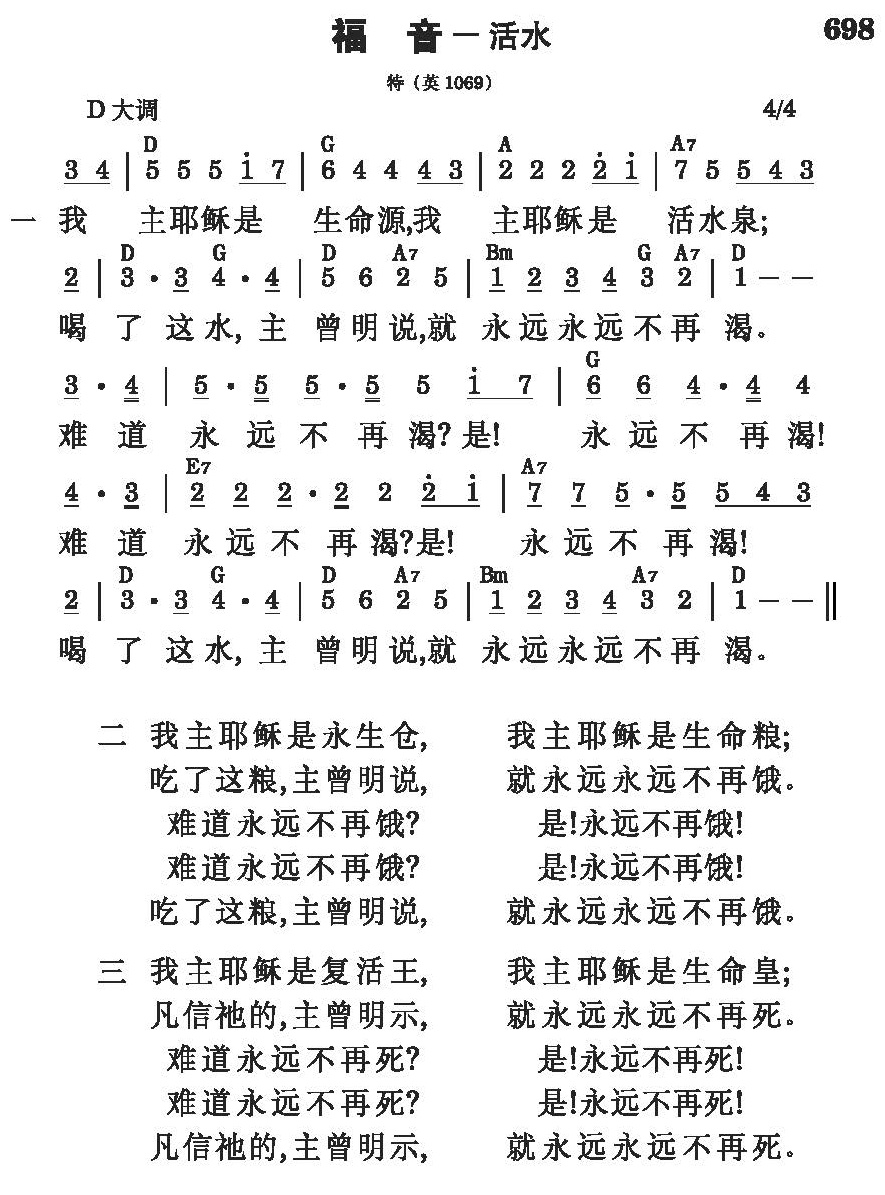 福 音 — 活水
698
特（英1069）
D 大调 4/4
D G A A7
3 4 | 5 5 5 1̇ 7 | 6 4 4 4 3 | 2 2 2 2̇ 1̇ | 7 5 5 4 3
一 我 主耶稣是 生命源,我 主耶稣是 活水泉;
D G D A7 Bm G A7 D
2 | 3 · 3 4 · 4 | 5 6 2 5 | 1 2 3 4 3 2 | 1 — —
喝了这水, 主曾明说,就永远永远不再渴。
G
3 · 4 | 5 · 5 5 · 5 5 1̇ 7 | 6 6 4 · 4 4
难道永远不再渴?是! 永远不再渴!
E7 A7
4 · 3 | 2 2 2 · 2 2 2̇ 1̇ | 7 7 5 · 5 5 4 3
难道永远不再渴?是! 永远不再渴!
D G D A7 Bm A7 D
2 | 3 · 3 4 · 4 | 5 6 2 5 | 1 2 3 4 3 2 | 1 — — ‖
喝了这水, 主曾明说,就永远永远不再渴。
二 我主耶稣是永生仓, 我主耶稣是生命粮;
吃了这粮,主曾明说, 就永远永远不再饿。
难道永远不再饿? 是!永远不再饿!
难道永远不再饿? 是!永远不再饿!
吃了这粮,主曾明说, 就永远永远不再饿。
三 我主耶稣是复活王, 我主耶稣是生命皇;
凡信祂的,主曾明示, 就永远永远不再死。
难道永远不再死? 是!永远不再死!
难道永远不再死? 是!永远不再死!
凡信祂的,主曾明示, 就永远永远不再死。